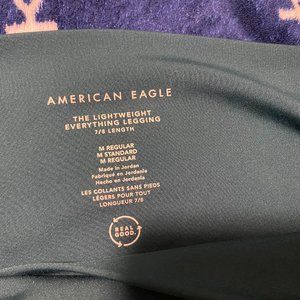 AMERICAN EAGLE
THE LIGHTWEIGHT
EVERYTHING LEGGING
7/8 LENGTH
M REGULAR
M STANDARD
M REGULAR
Made in Jordan
Fabriqué en Jordanie
Hecho en Jordania
LES COLLANTS SANS PIEDS
LÉGERS POUR TOUT
LONGUEUR 7/8
REAL
GOOD.